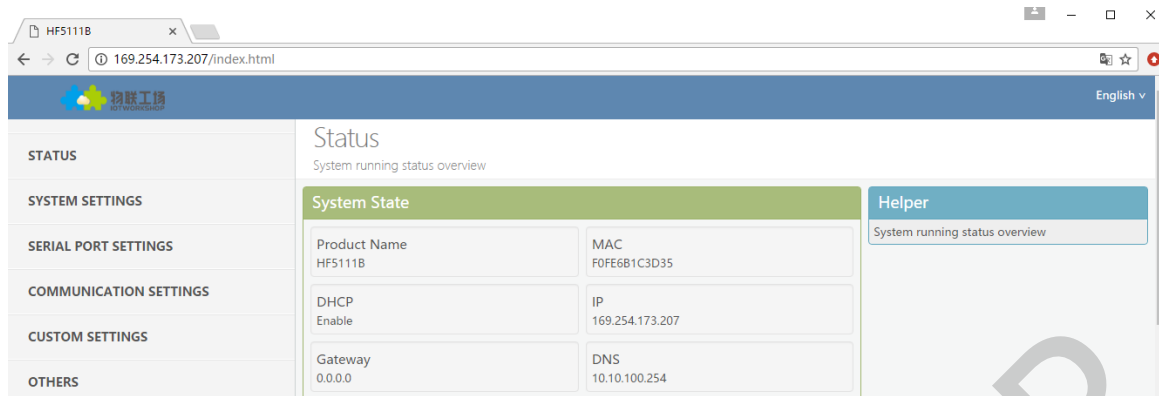 HF5111B
169.254.173.207/index.html
物联工场
IOTWORKSHOP
English
STATUS
SYSTEM SETTINGS
SERIAL PORT SETTINGS
COMMUNICATION SETTINGS
CUSTOM SETTINGS
OTHERS
Status
System running status overview
System State
Product Name
HF5111B
MAC
F0FE6B1C3D35
DHCP
Enable
IP
169.254.173.207
Gateway
0.0.0.0
DNS
10.10.100.254
Helper
System running status overview